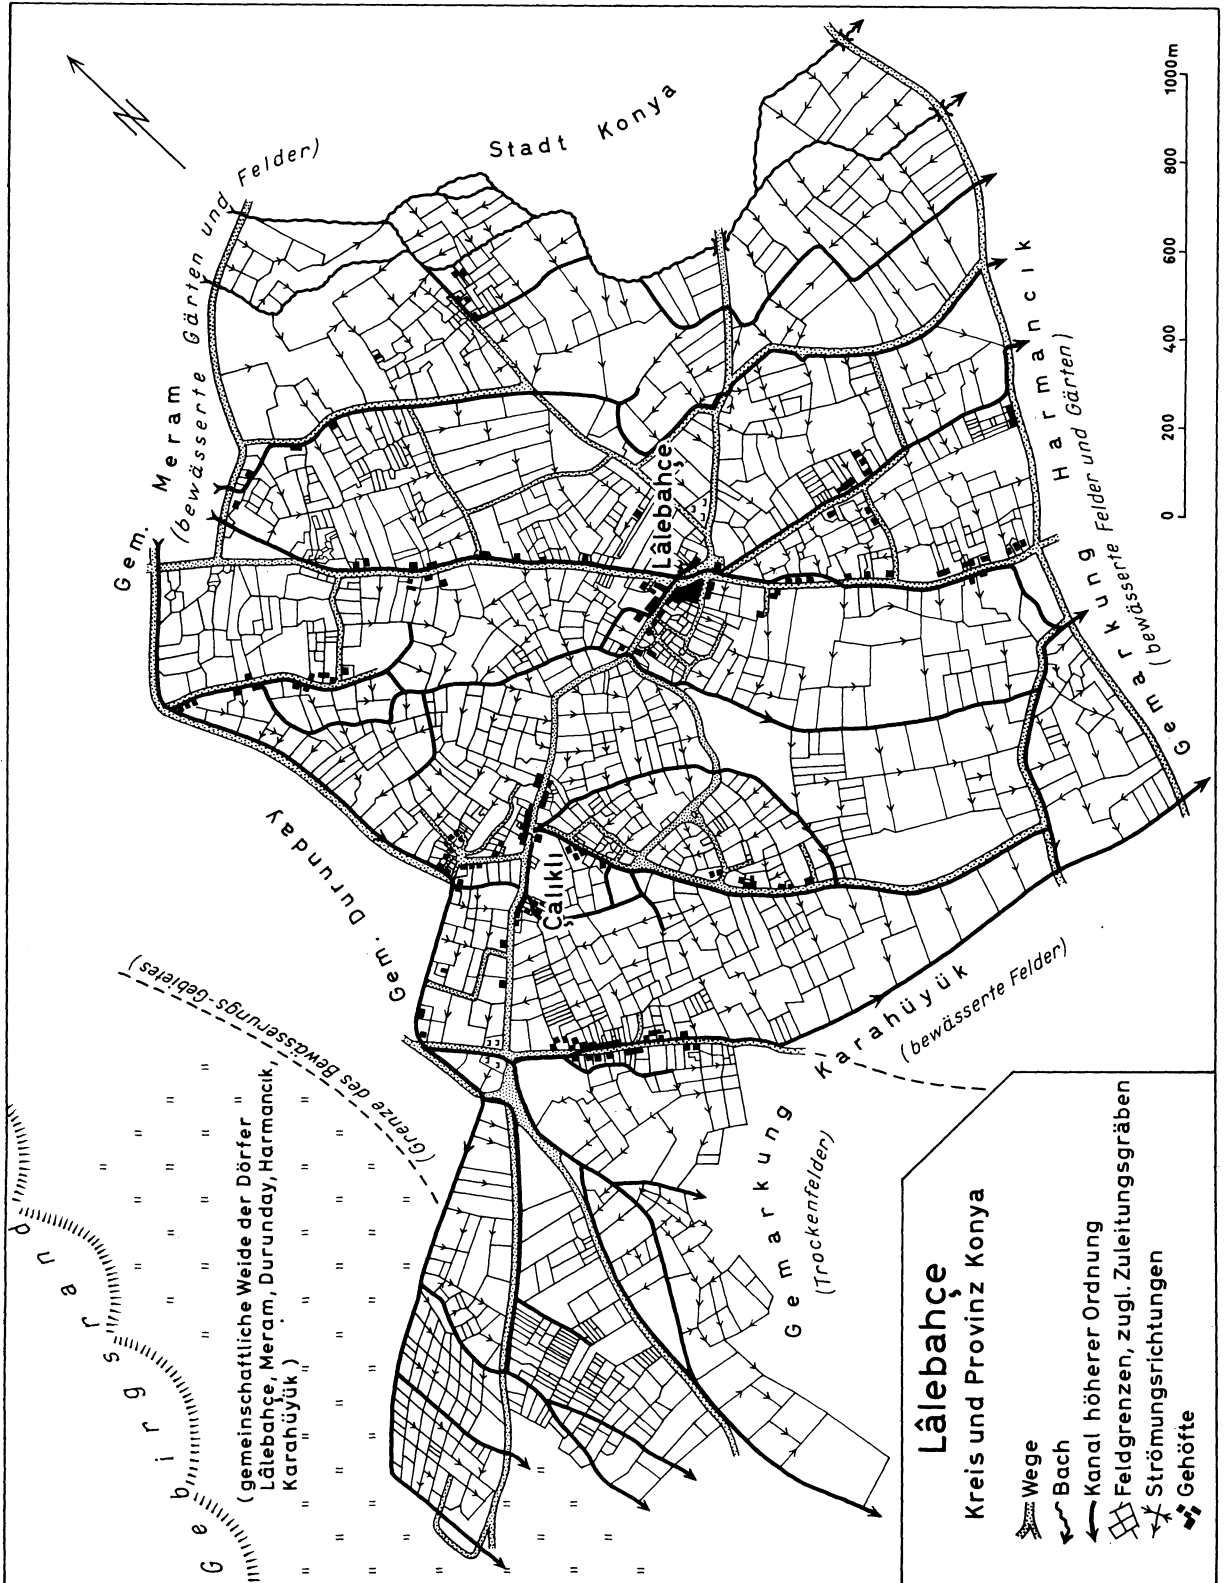 Lâlebahçe
Kreis und Provinz Konya
Wege
Bach
Kanal höherer Ordnung
Feldgrenzen, zugl. Zuleitungsgräben
Strömungsrichtungen
Gehöfte
Gebirgsrand
(gemeinschaftliche Weide der Dörfer
Lâlebahçe, Meram, Durunday, Harmancık,
Karahüyük)
(Grenze des Bewässerungs-Gebietes)
Gem. Durunday
Gem. Meram
(bewässerte Gärten und Felder)
N
Stadt Konya
Lâlebahçe
Çalıklı
Gemarkung Karahüyük
(Trockenfelder)
(bewässerte Felder)
Gemarkung Harmancık
(bewässerte Felder und Gärten)
0 200 400 600 800 1000m